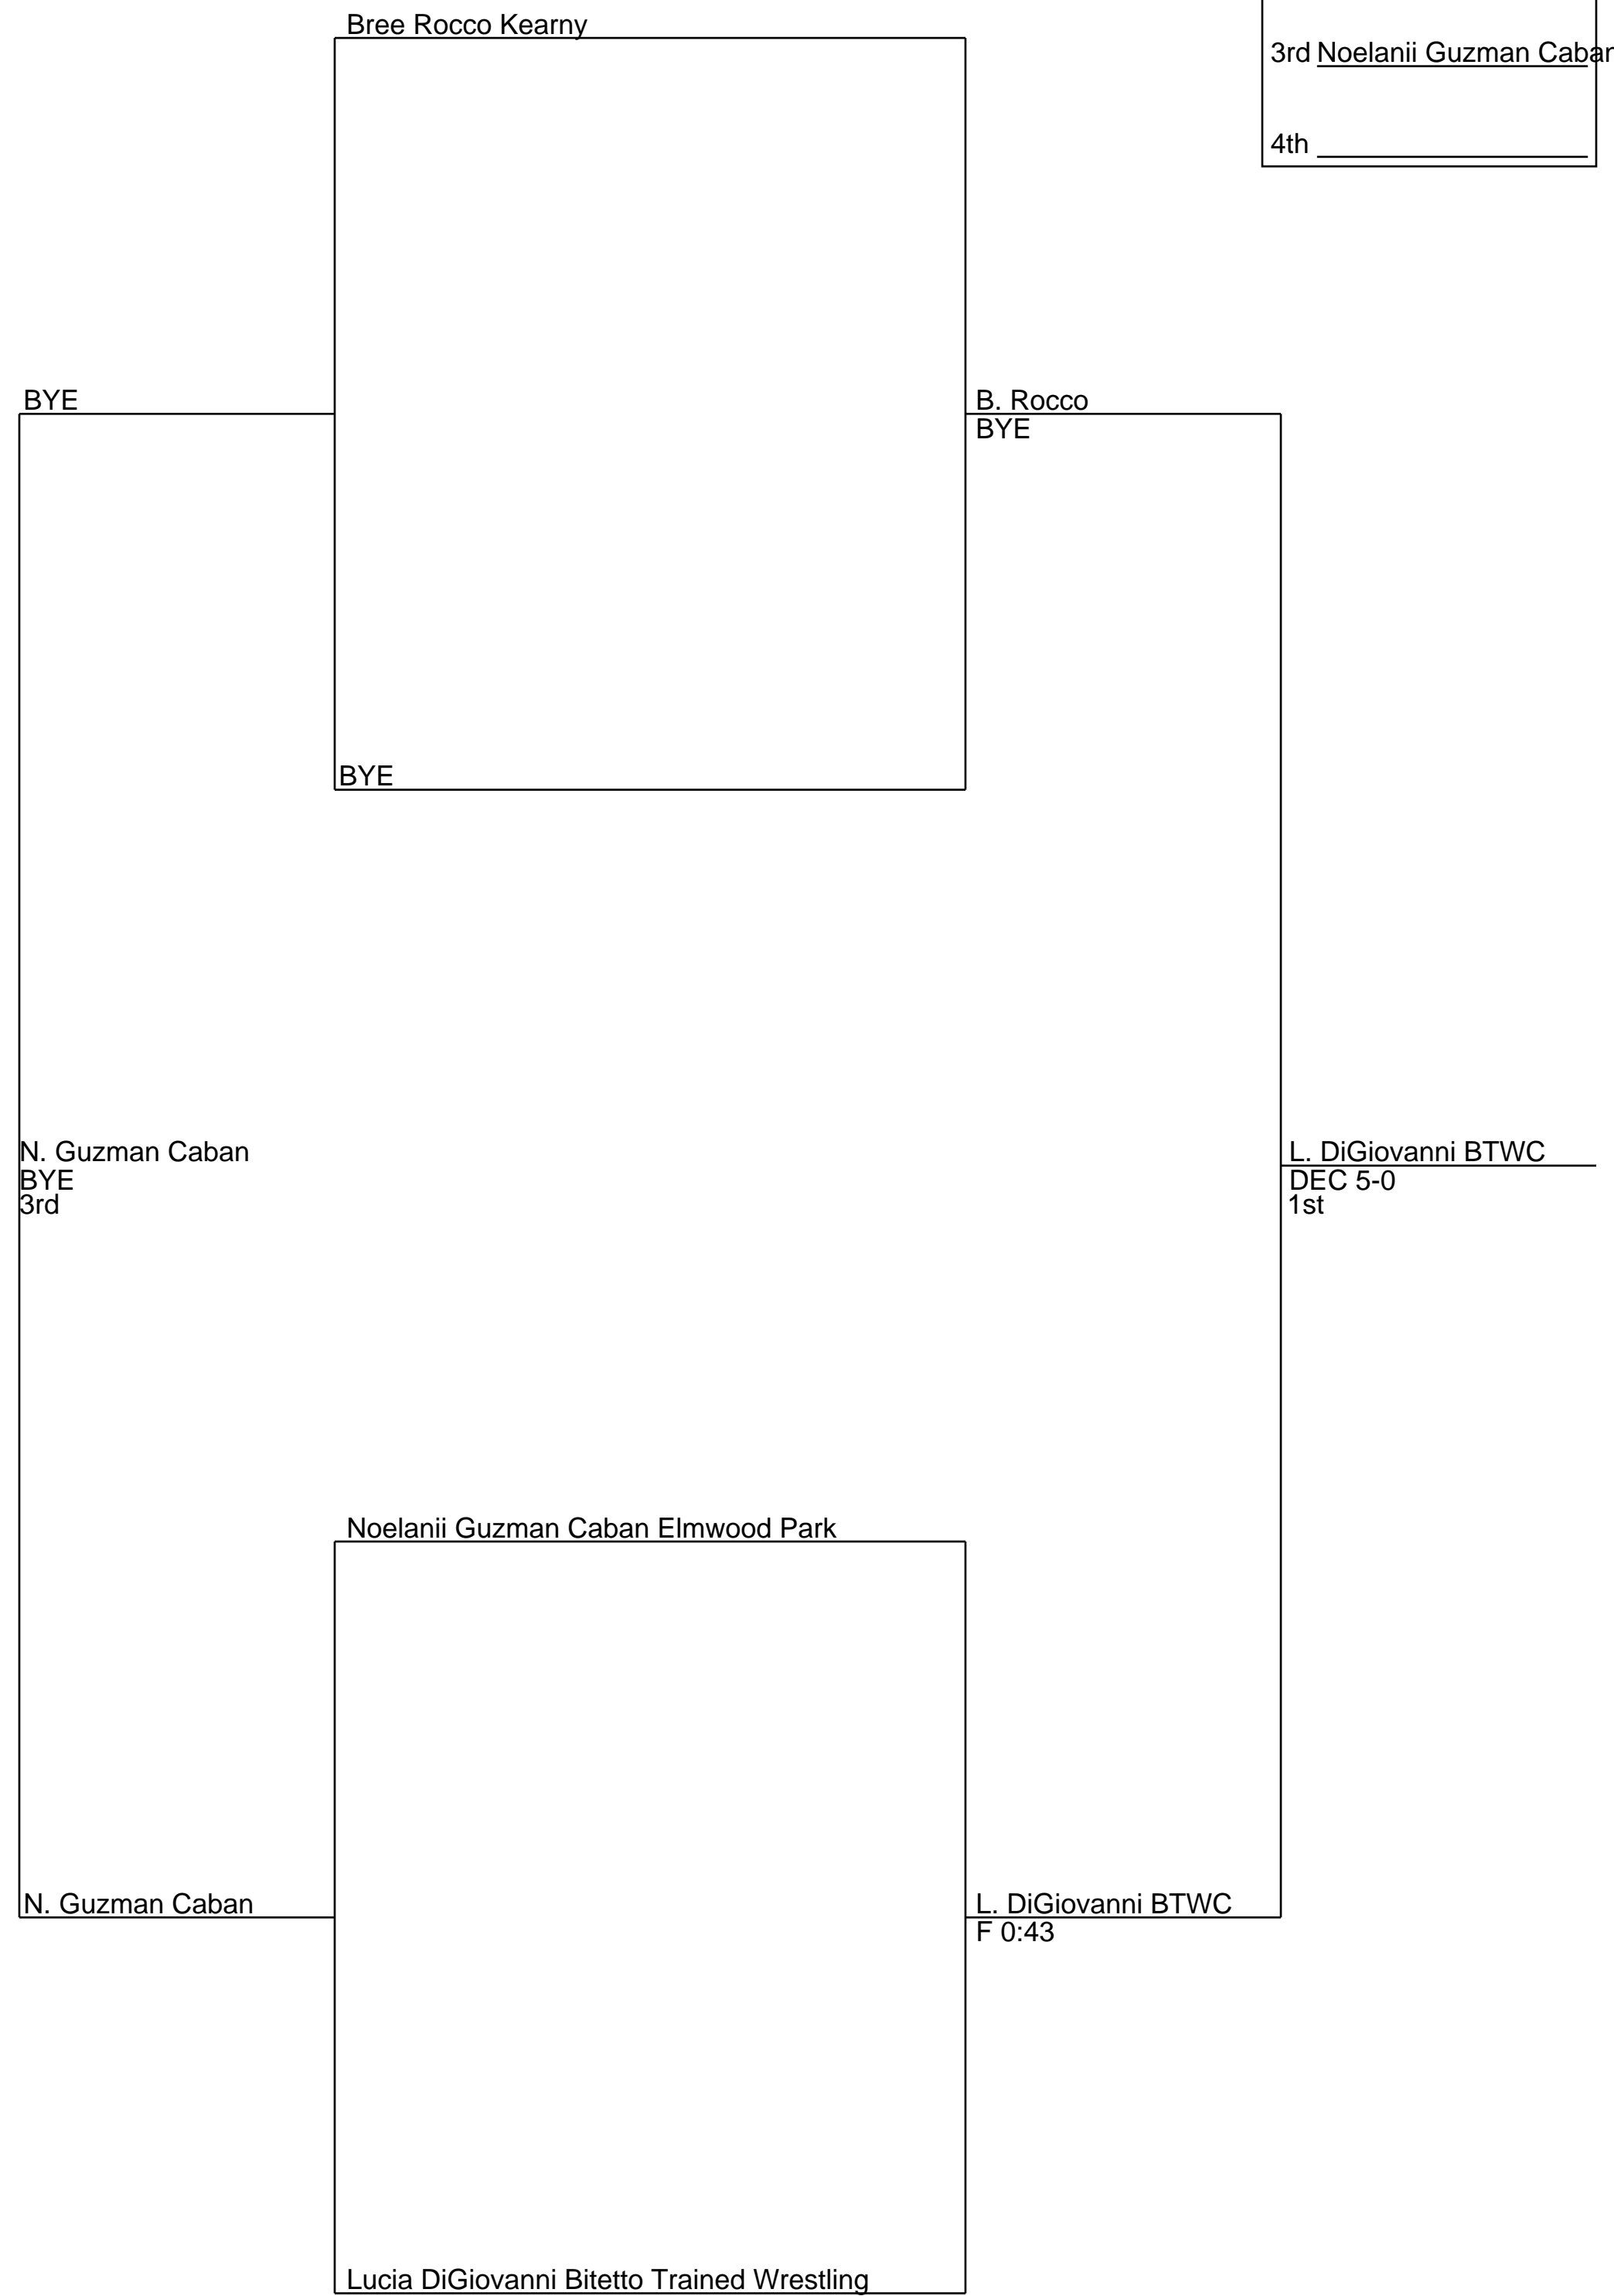 Bree Rocco Kearny
3rd Noelanii Guzman Caban
4th
BYE
B. Rocco
BYE
BYE
N. Guzman Caban
BYE
3rd
L. DiGiovanni BTWC
DEC 5-0
1st
Noelanii Guzman Caban Elmwood Park
N. Guzman Caban
L. DiGiovanni BTWC
F 0:43
Lucia DiGiovanni Bitetto Trained Wrestling